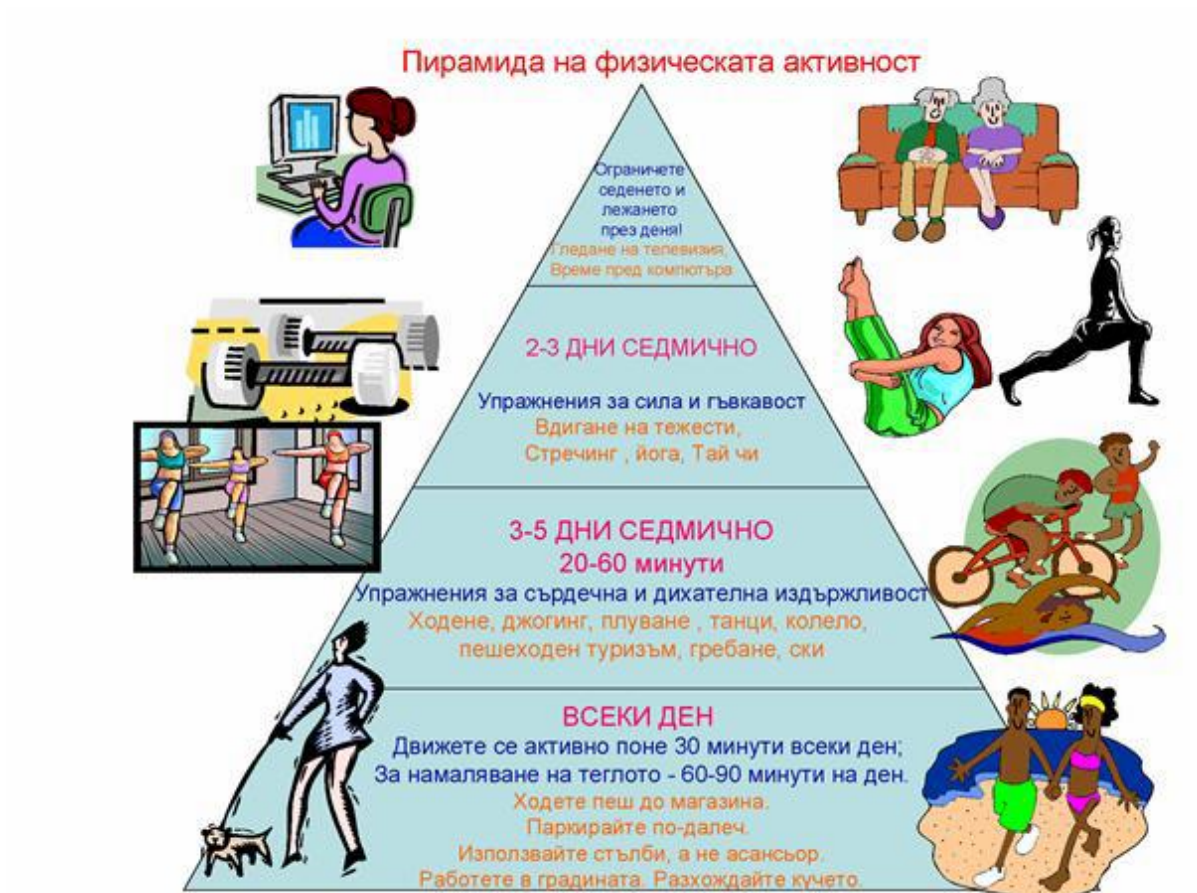 Пирамида на физическата активност
Ограничете
седенето и
лежането
през деня!
Гледане на телевизия,
Време пред компютъра
2-3 ДНИ СЕДМИЧНО
Упражнения за сила и гъвкавост
Вдигане на тежести,
Стречинг , йога, Тай чи
3-5 ДНИ СЕДМИЧНО
20-60 минути
Упражнения за сърдечна и дихателна издържливост
Ходене, джогинг, плуване , танци, колело,
пешеходен туризъм, гребане, ски
ВСЕКИ ДЕН
Движете се активно поне 30 минути всеки ден;
За намаляване на теглото - 60-90 минути на ден.
Ходете пеш до магазина.
Паркирайте по-далеч.
Използвайте стълби, а не асансьор.
Работете в градината. Разхождайте кучето.